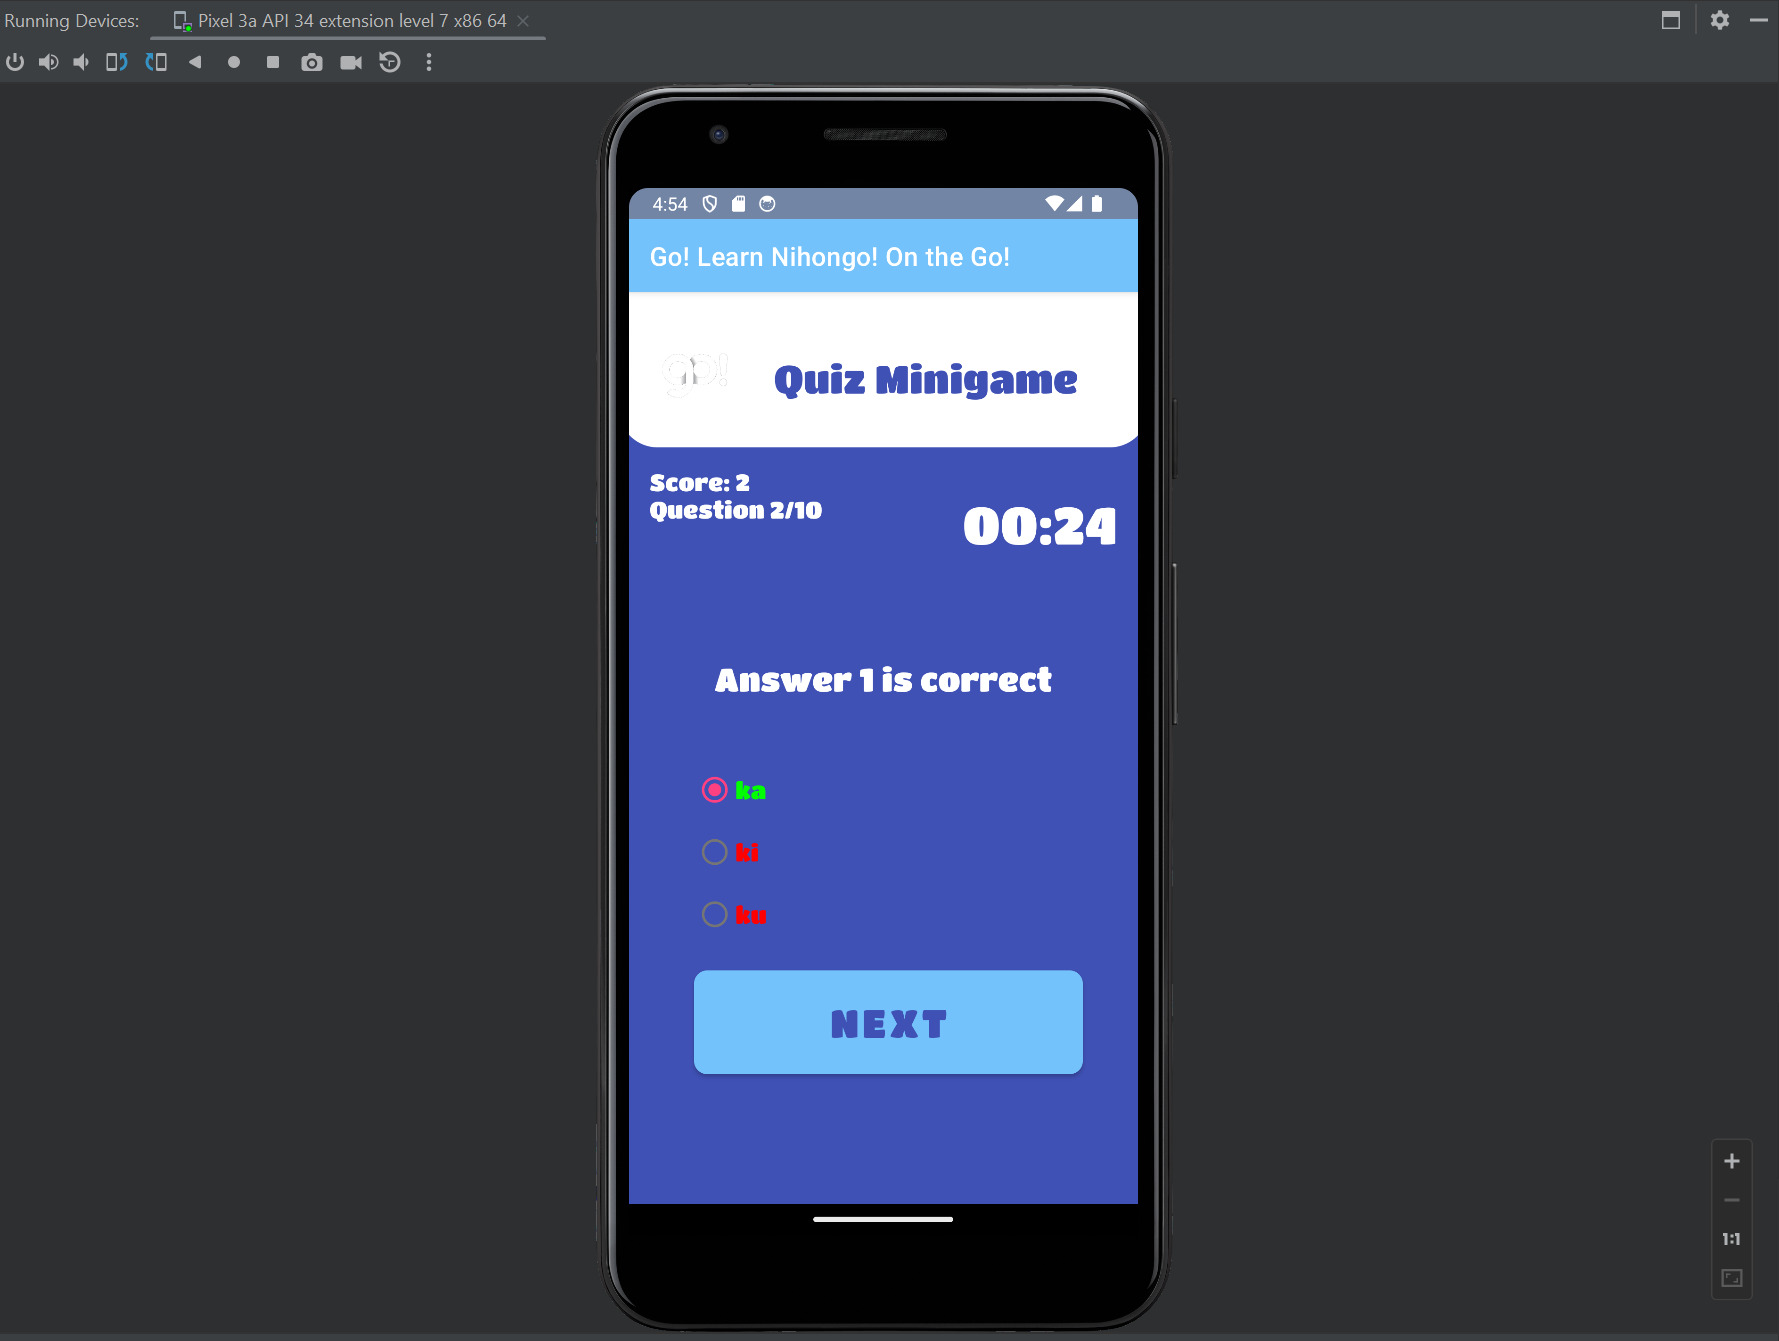 Running Devices: Pixel 3a API 34 extension level 7 x86 64
4:54
Go! Learn Nihongo! On the Go!
go!
Quiz Minigame
Score: 2
Question 2/10
00:24
Answer 1 is correct
ka
ki
ku
NEXT
1:1